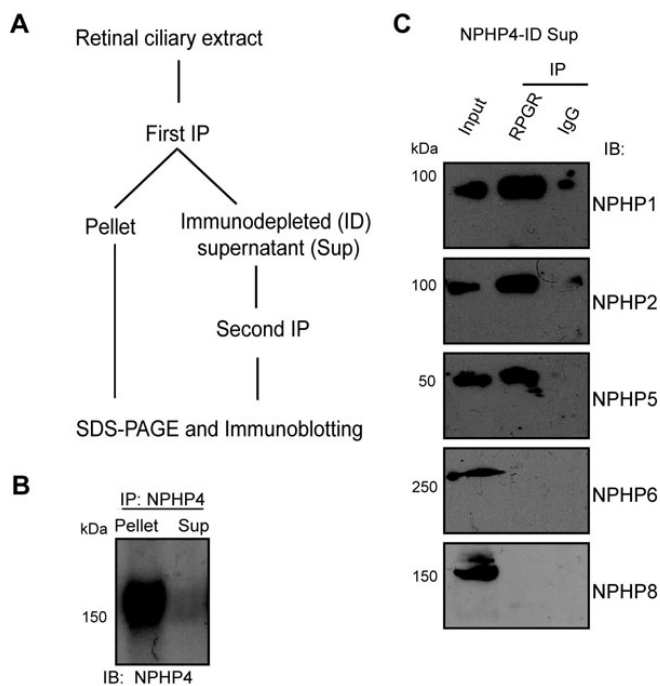 A
Retinal ciliary extract
First IP
Pellet
Immunodepleted (ID)
supernatant (Sup)
Second IP
SDS-PAGE and Immunoblotting
B
IP: NPHP4
kDa
Pellet Sup
150
IB: NPHP4
C
NPHP4-ID Sup
IP
Input
RPGR
IgG
kDa
IB:
100
NPHP1
100
NPHP2
50
NPHP5
250
NPHP6
150
NPHP8